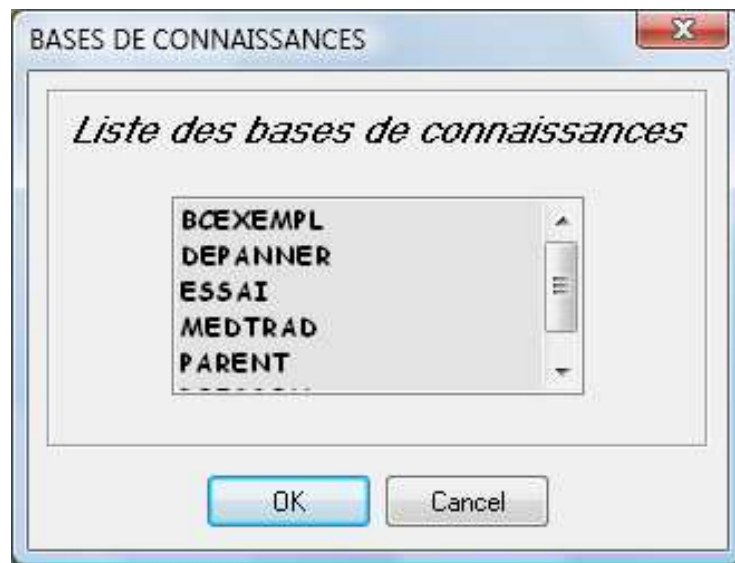 BASES DE CONNAISSANCES
Liste des bases de connaissances
BCEXEMPL
DEPANNER
ESSAI
MEDTRAD
PARENT
OK
Cancel